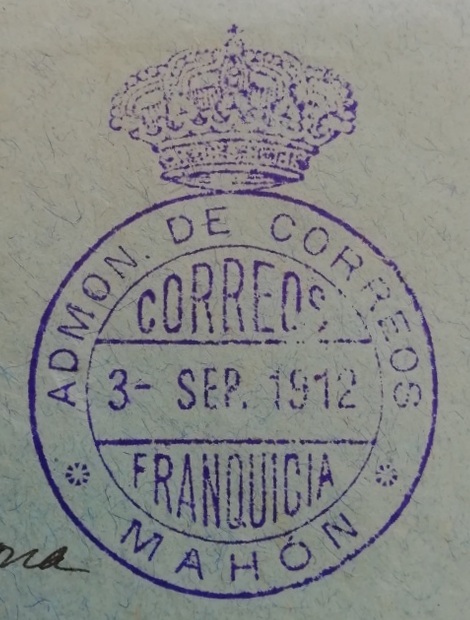 ADMON. DE CORREOS
CORREOS
3- SEP. 1912
FRANQUICIA
MAHÓN